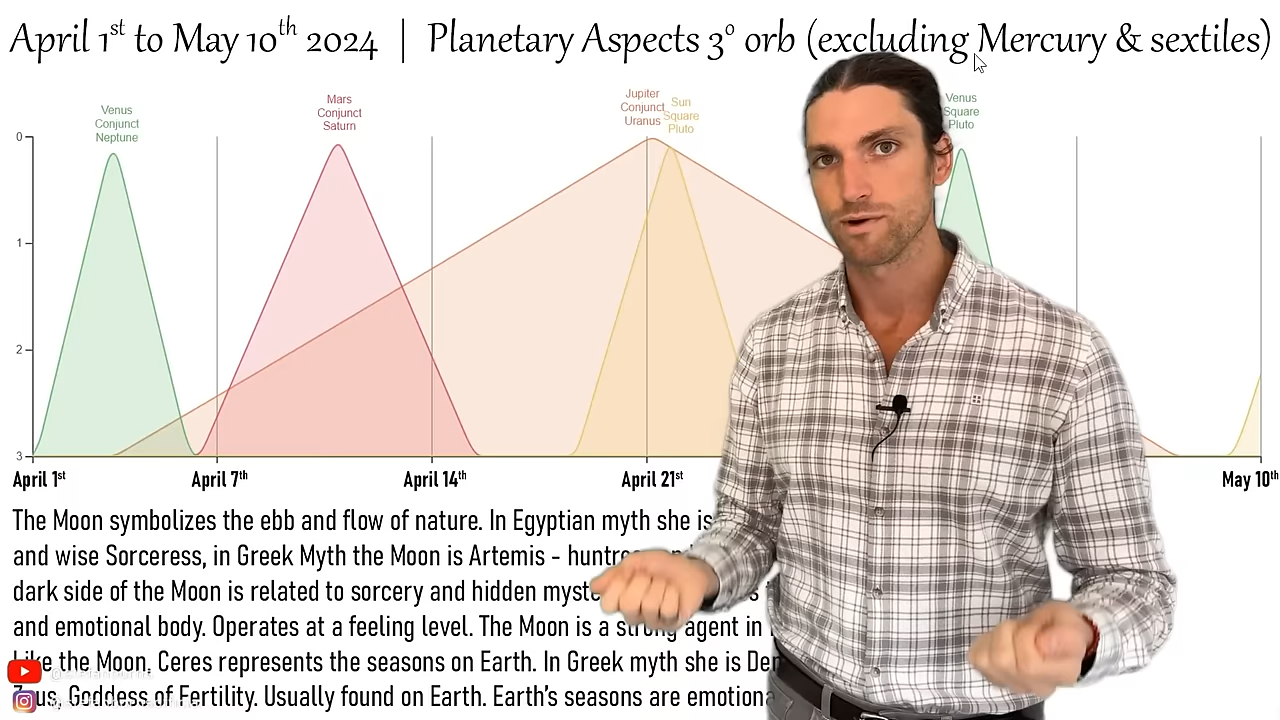 April 1st to May 10th 2024 | Planetary Aspects 3° orb (excluding Mercury & sextiles)
Venus
Conjunct
Neptune
Mars
Conjunct
Saturn
Jupiter
Conjunct
Uranus
Sun
Square
Pluto
Venus
Square
Pluto
0
1
2
3
April 1st
April 7th
April 14th
April 21st
May 10th
The Moon symbolizes the ebb and flow of nature. In Egyptian myth she is
and wise Sorceress, in Greek Myth the Moon is Artemis -
dark side of the Moon is related to sorcery and hidden
and emotional body. Operates at a feeling level. The Moon is a strong agent in
Like the Moon, Ceres represents the seasons on Earth. In Greek myth she is
Zeus, Goddess of Fertility. Usually found on Earth. Earth's seasons are